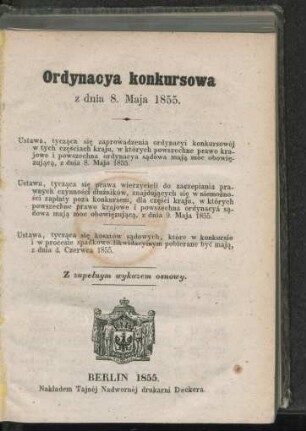 Ordynacya konkursowa
z dnia 8. Maja 1855.
Ustawa, tycząca się zaprowadzenia ordynacyi konkursowéj
w tych częściach kraju, w których powszechne prawo kra-
jowe i powszechna ordynacya sądowa mają moc obowię-
zującą, z dnia 8. Maja 1855.
Ustawa, tycząca się prawa wierzycieli do zaczepiania pra-
wnych czynności dłużników, znajdujących się w niemożno-
ści zapłaty poza konkursem, dla części kraju, w których
powszechne prawo krajowe i powszechna ordynacya są-
dowa mają moc obowięzującą, z dnia 9. Maja 1855.
Ustawa, tycząca się kosztów sądowych, które w konkursie
i w procesie spadkowo-likwidacyjnym pobierane być mają,
z dnia 4. Czerwca 1855.
Z zupełnym wykazem osnowy.
BERLIN 1855.
Nakładem Tajnéj Nadwornéj drukarni Deckera.